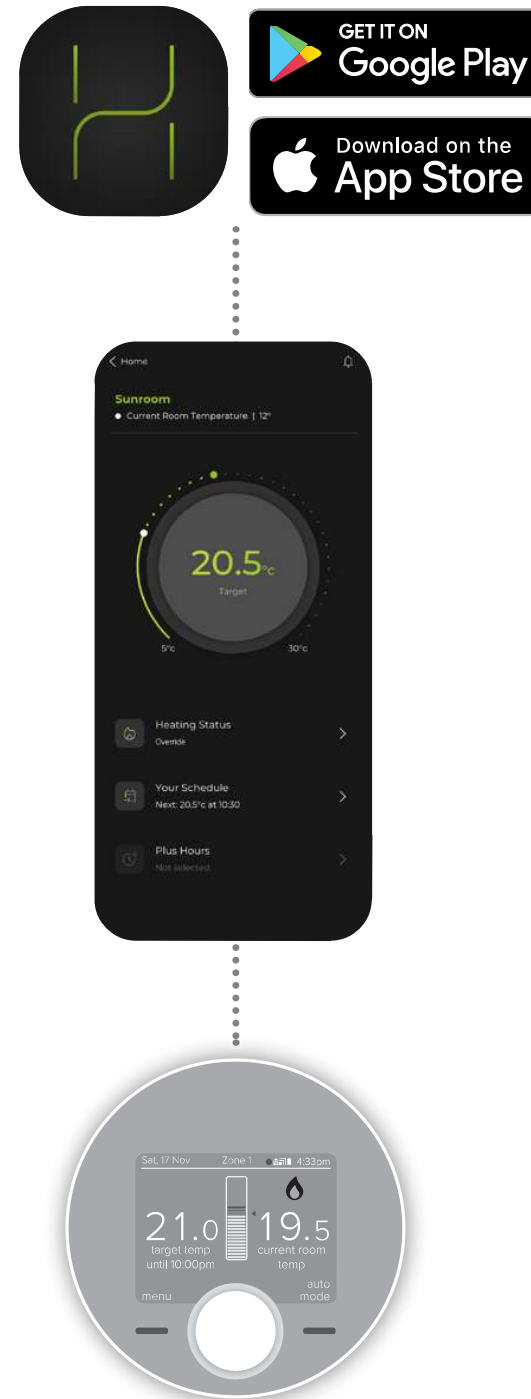 GET IT ON
Google Play
Download on the
App Store
Home
Sunroom
Current Room Temperature | 12°
20.5°c
Target
5°c
30°c
Heating Status
Override
Your Schedule
Next: 20.5°c at 10:30
Plus Hours
Not selected
Sat, 17 Nov Zone 1 4:33pm
21.0 19.5
target temp current room
until 10:00pm temp
menu auto
mode